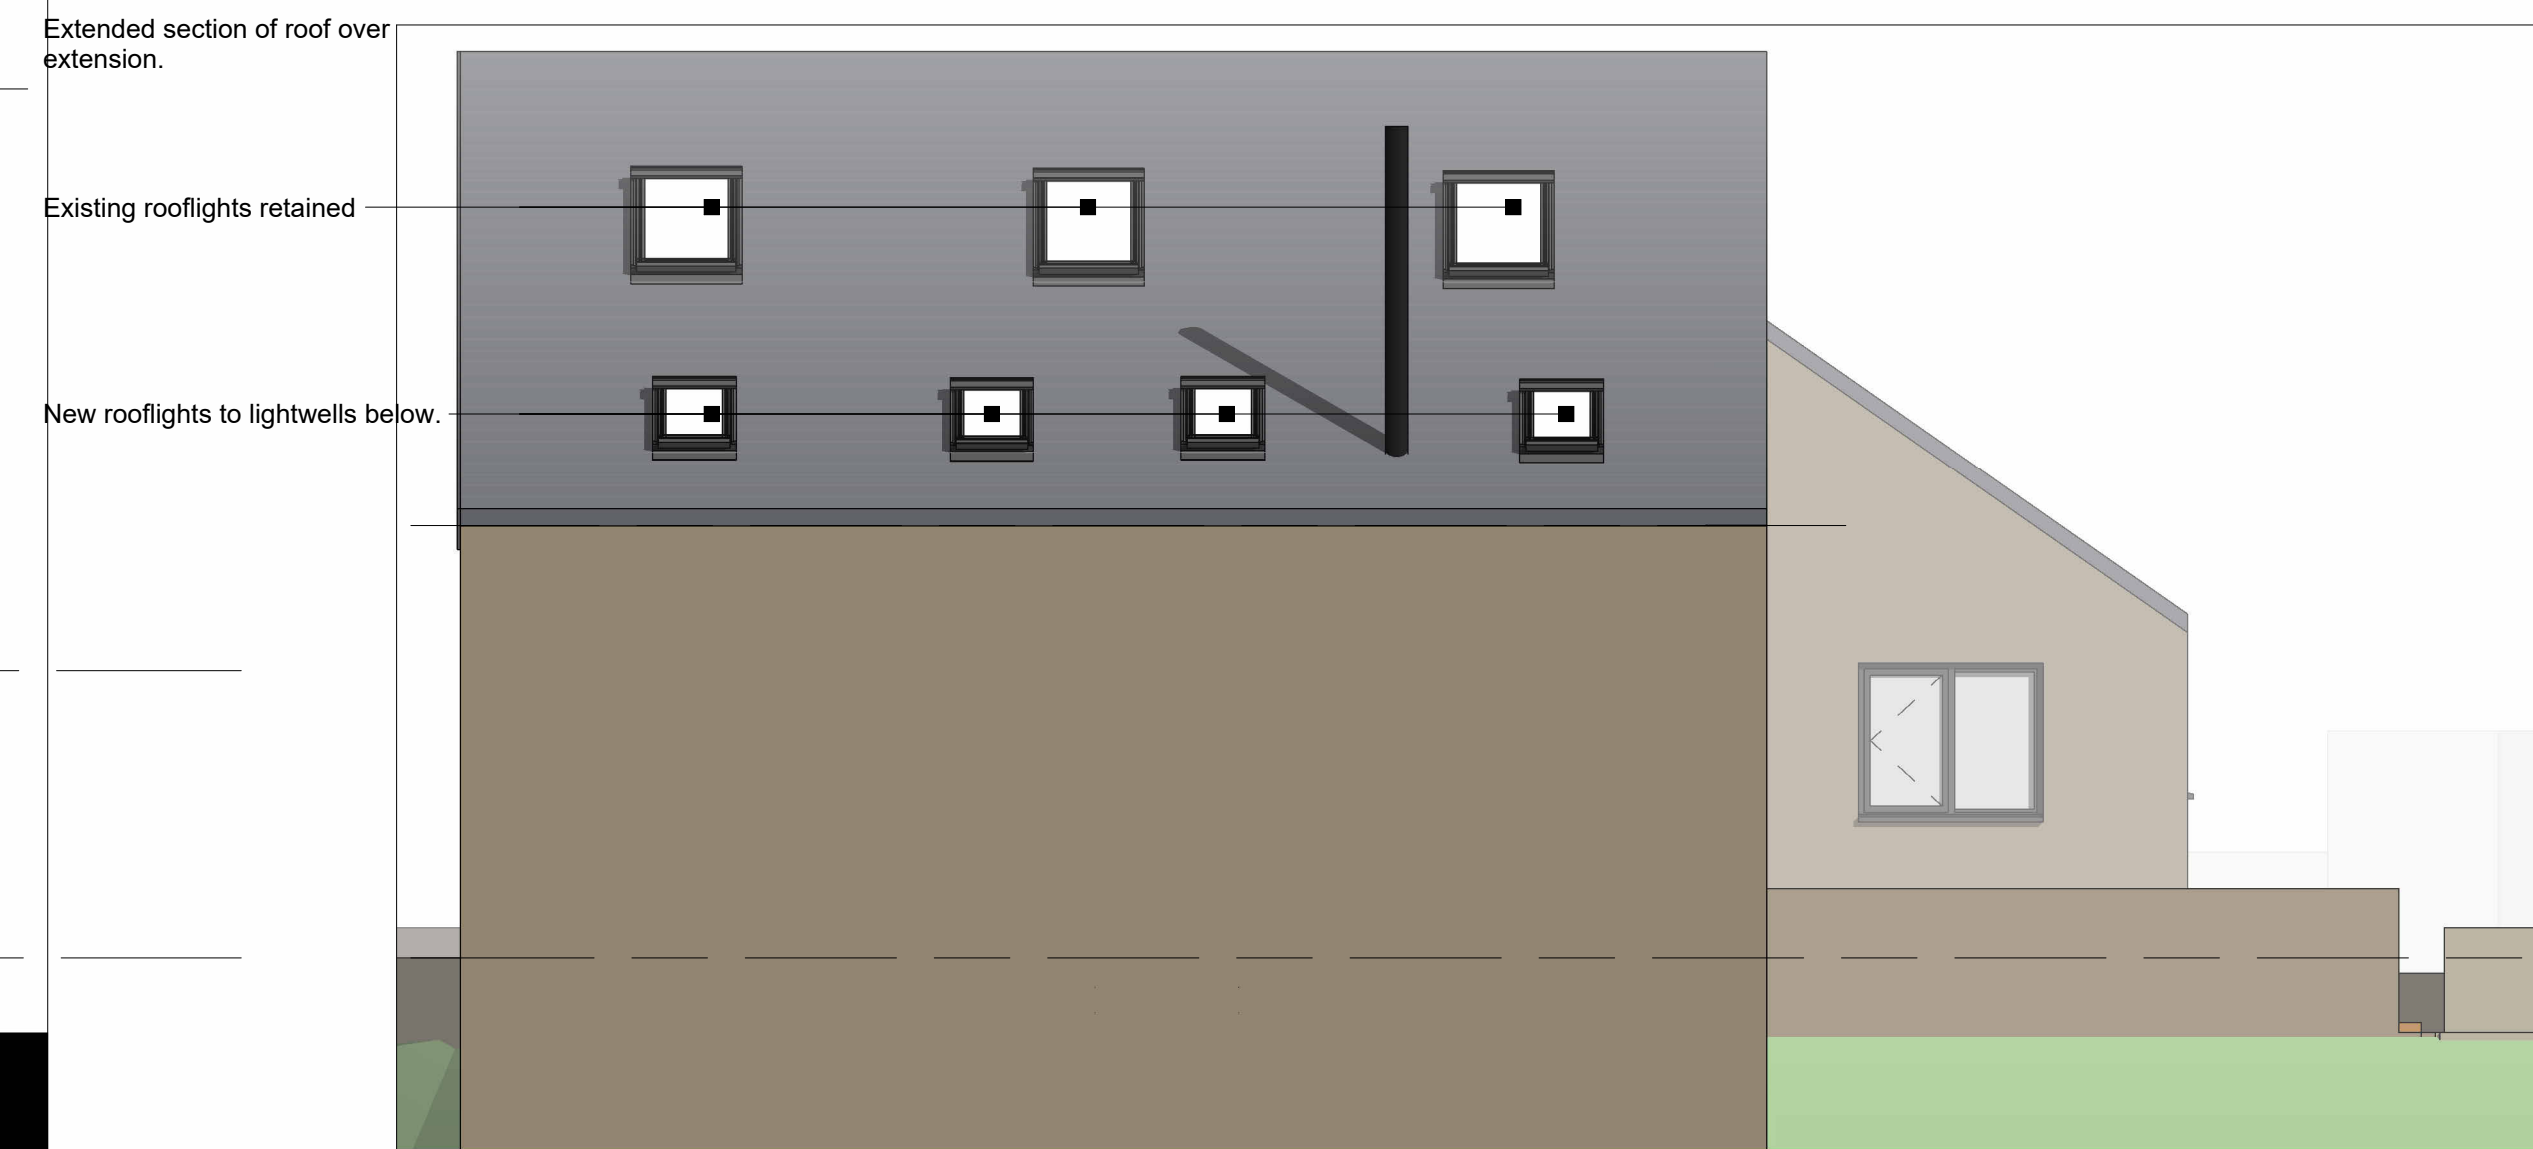 Extended section of roof over
extension.
Existing rooflights retained
New rooflights to lightwells below.